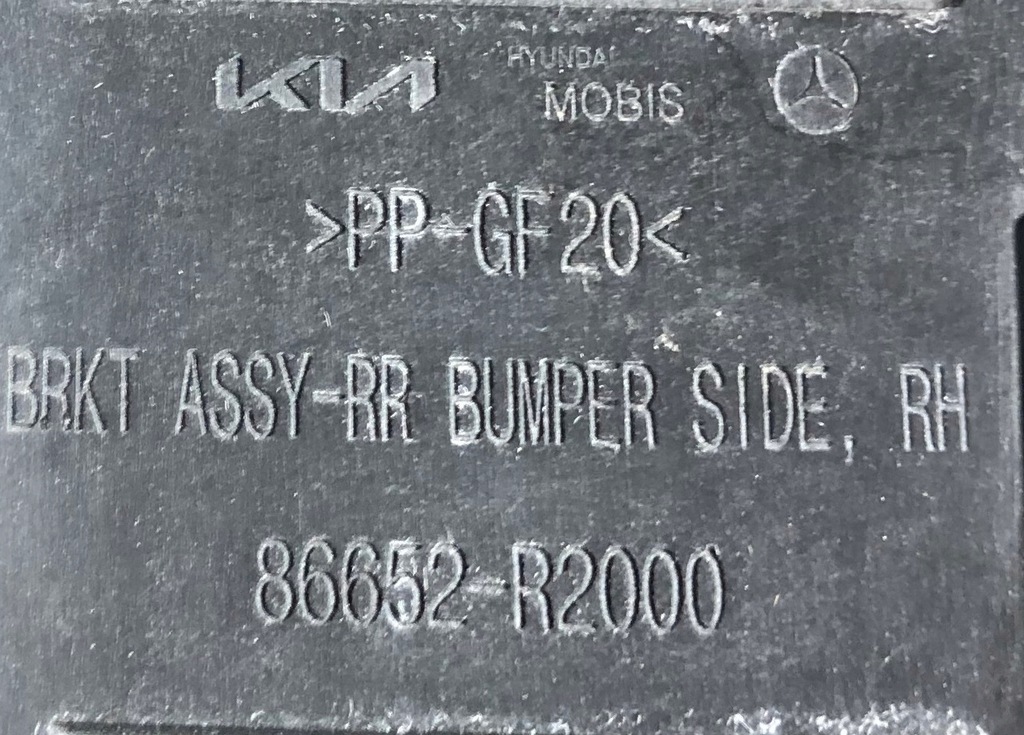 KIA HYUNDAI MOBIS
>PP-GF20<
BRKT ASSY-RR BUMPER SIDE, RH
86652-R2000